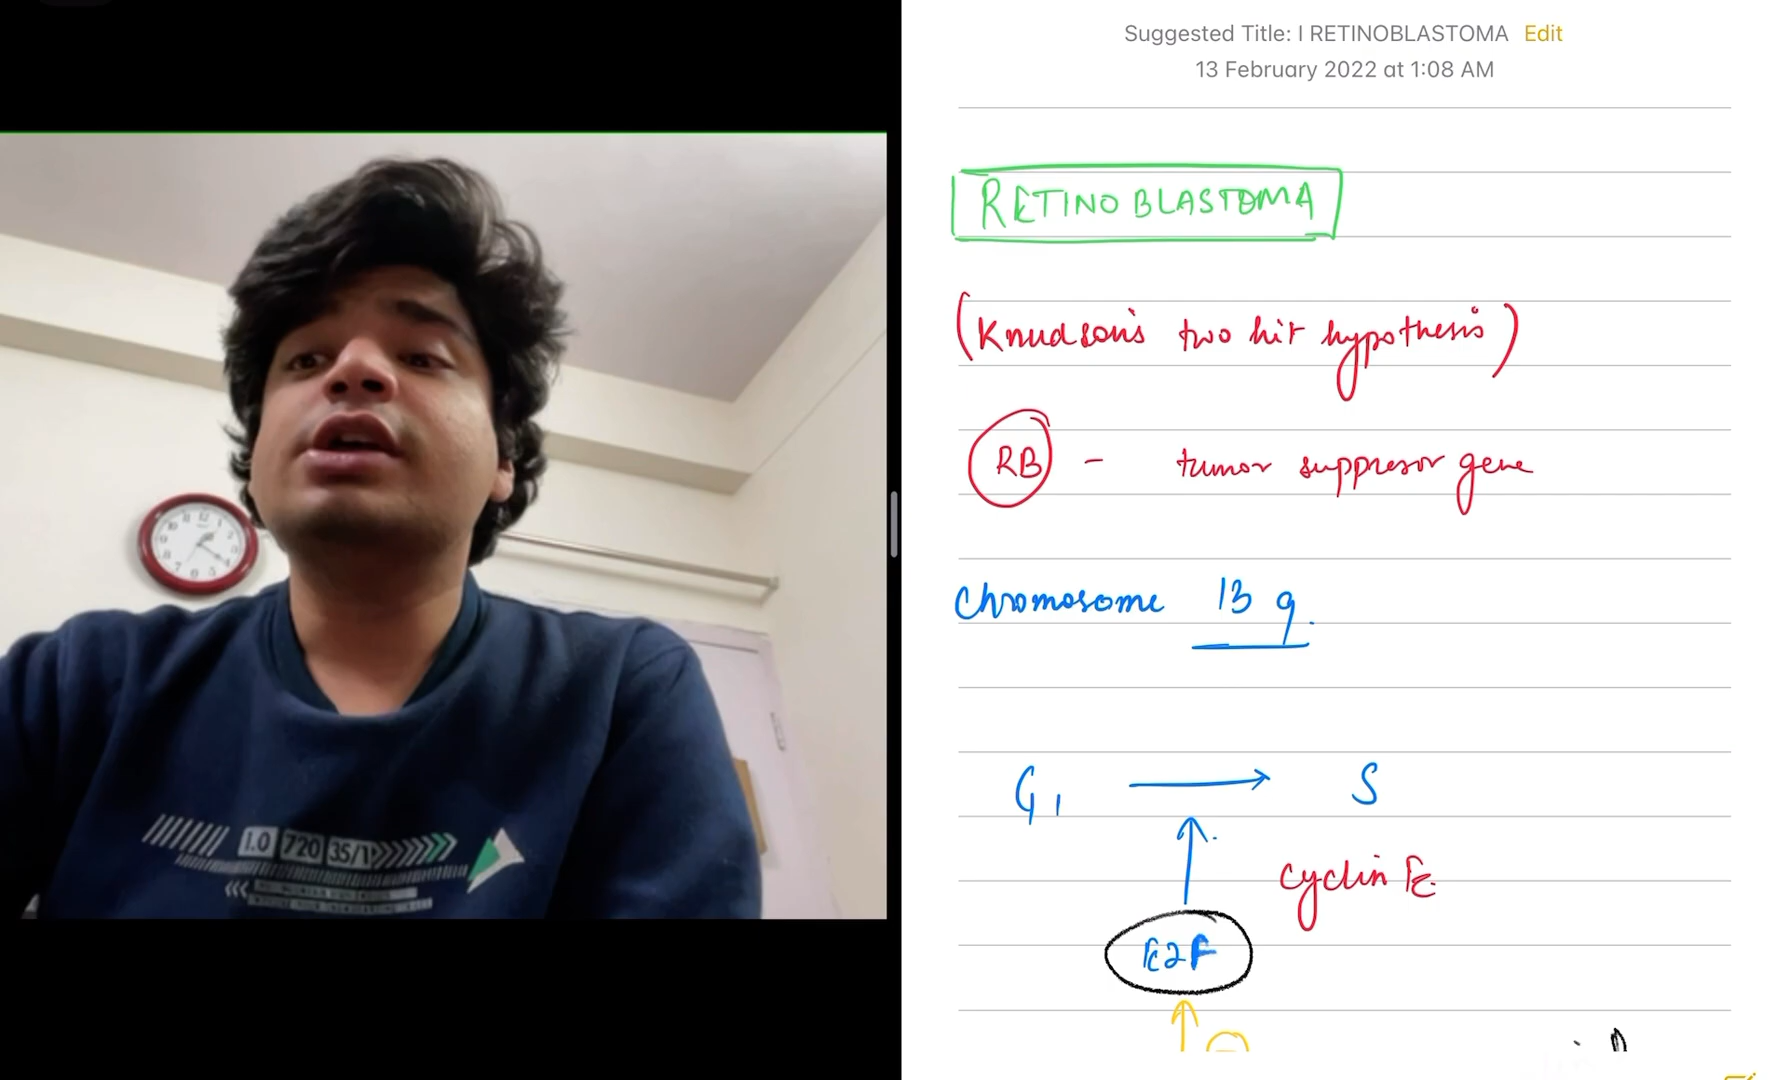 Suggested Title: I RETINOBLASTOMA Edit
13 February 2022 at 1:08 AM
RETINOBLASTOMA
(Knudson's two hit hypothesis)
RB - tumor suppresor gene
Chromosome 13 q.
G1 → S
cyclin E
E2F
1.0 720 35/1